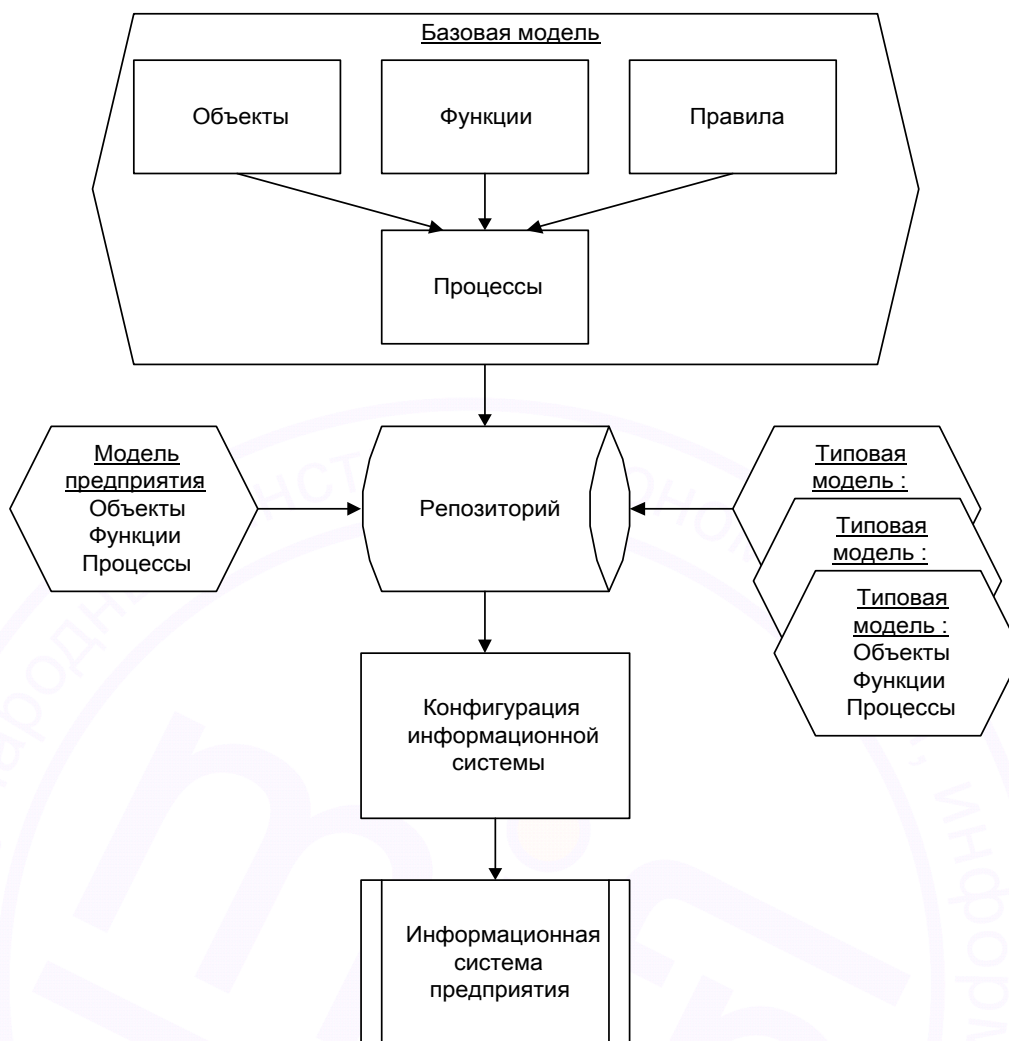 Базовая модель
Объекты
Функции
Правила
Процессы
Модель
предприятия
Объекты
Функции
Процессы
Репозиторий
Типовая
модель :
Типовая
модель :
Типовая
модель :
Объекты
Функции
Процессы
Конфигурация
информационной
системы
Информационная
система
предприятия